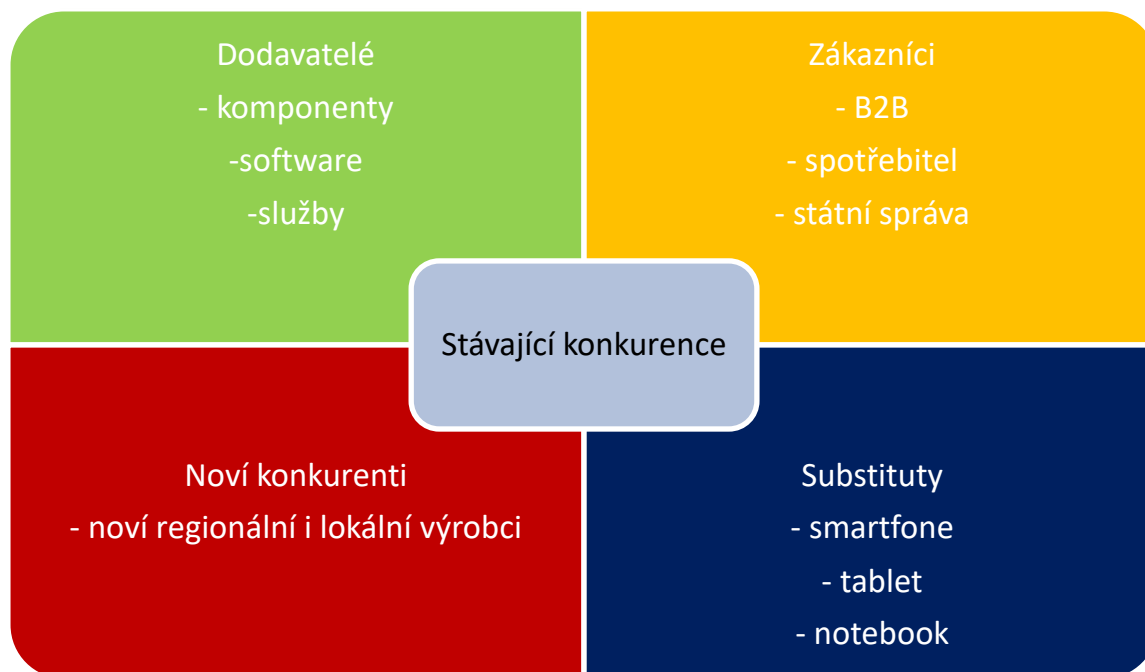 Dodavatelé
- komponenty
-software
-služby
Zákazníci
- B2B
- spotřebitel
- státní správa
Stávající konkurence
Noví konkurenti
- noví regionální i lokální výrobci
Substituty
- smartfone
- tablet
- notebook